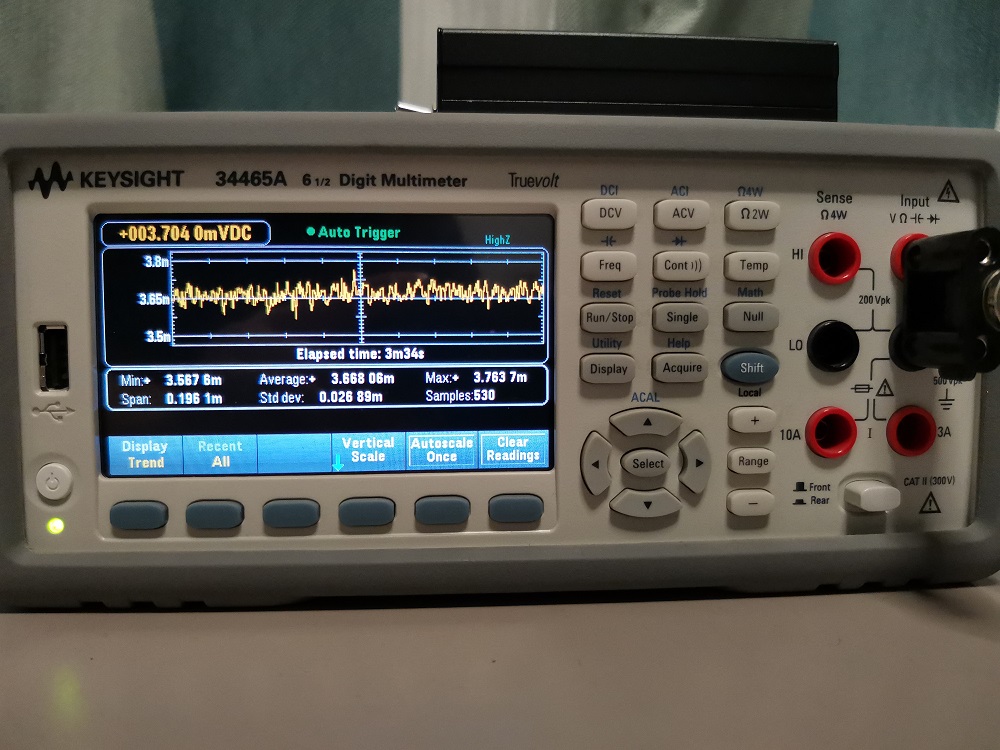 KEYSIGHT 34465A 6 1/2 Digit Multimeter Truevolt
+003.704 0mVDC
Auto Trigger
HighZ
3.8m
3.65m
3.5m
Elapsed time: 3m34s
Min:+ 3.567 6m Average:+ 3.668 06m Max:+ 3.763 7m
Span: 0.196 1m Std dev: 0.026 89m Samples:530
Display Trend
Recent All
Vertical Scale
Autoscale Once
Clear Readings
DCI ACI Ω4W
DCV ACV Ω2W
Freq Cont Temp
Reset Probe Hold Math
Run/Stop Single Null
Utility Help
Display Acquire Shift
Local
ACAL
+
Select Range
−
Sense
Ω4W
Input
V Ω
HI
200 Vpk
LO
500 Vpk
10A I 3A
Front
Rear
CAT II (300V)